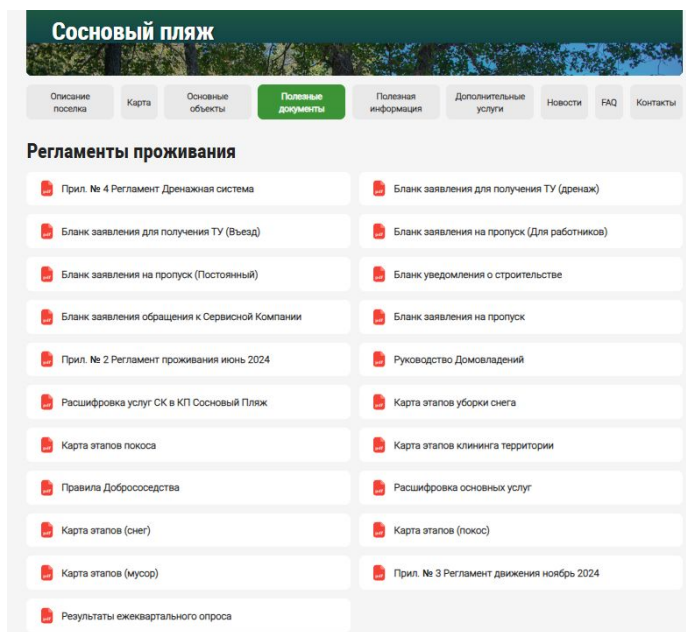 Сосновый пляж
Описание
поселка
Карта
Основные
объекты
Полезные
документы
Полезная
информация
Дополнительные
услуги
Новости
FAQ
Контакты
Регламенты проживания
Прил. № 4 Регламент Дренажная система
Бланк заявления для получения ТУ (дренаж)
Бланк заявления для получения ТУ (Въезд)
Бланк заявления на пропуск (Для работников)
Бланк заявления на пропуск (Постоянный)
Бланк уведомления о строительстве
Бланк заявления обращения к Сервисной Компании
Бланк заявления на пропуск
Прил. № 2 Регламент проживания июнь 2024
Руководство Домовладений
Расшифровка услуг СК в КП Сосновый Пляж
Карта этапов уборки снега
Карта этапов покоса
Карта этапов клининга территории
Правила Добрососедства
Расшифровка основных услуг
Карта этапов (снег)
Карта этапов (покос)
Карта этапов (мусор)
Прил. № 3 Регламент движения ноябрь 2024
Результаты ежеквартального опроса